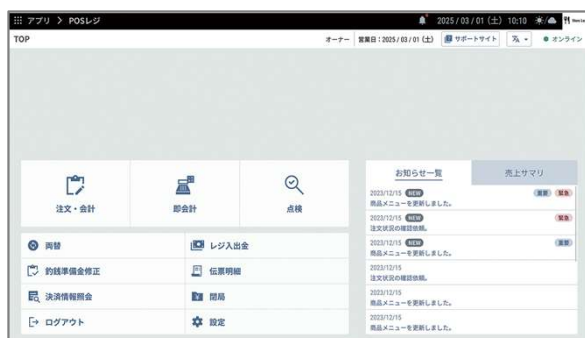 アプリ > POSレジ
2025/03/01 (土) 10:10
TOP
オーナー 営業日:2025/03/01 (土) サポートサイト オンライン
注文・会計
即会計
点検
両替
レジ入出金
釣銭準備金修正
伝票明細
決済情報照会
閉局
ログアウト
設定
お知らせ一覧
売上サマリ
2023/12/15 NEW 重要 緊急
商品メニューを更新しました。
2023/12/15 NEW 緊急
注文状況の確認依頼。
2023/12/15 NEW 重要
商品メニューを更新しました。
2023/12/15
注文状況の確認依頼。
2023/12/15
商品メニューを更新しました。
2023/12/15
商品メニューを更新しました。